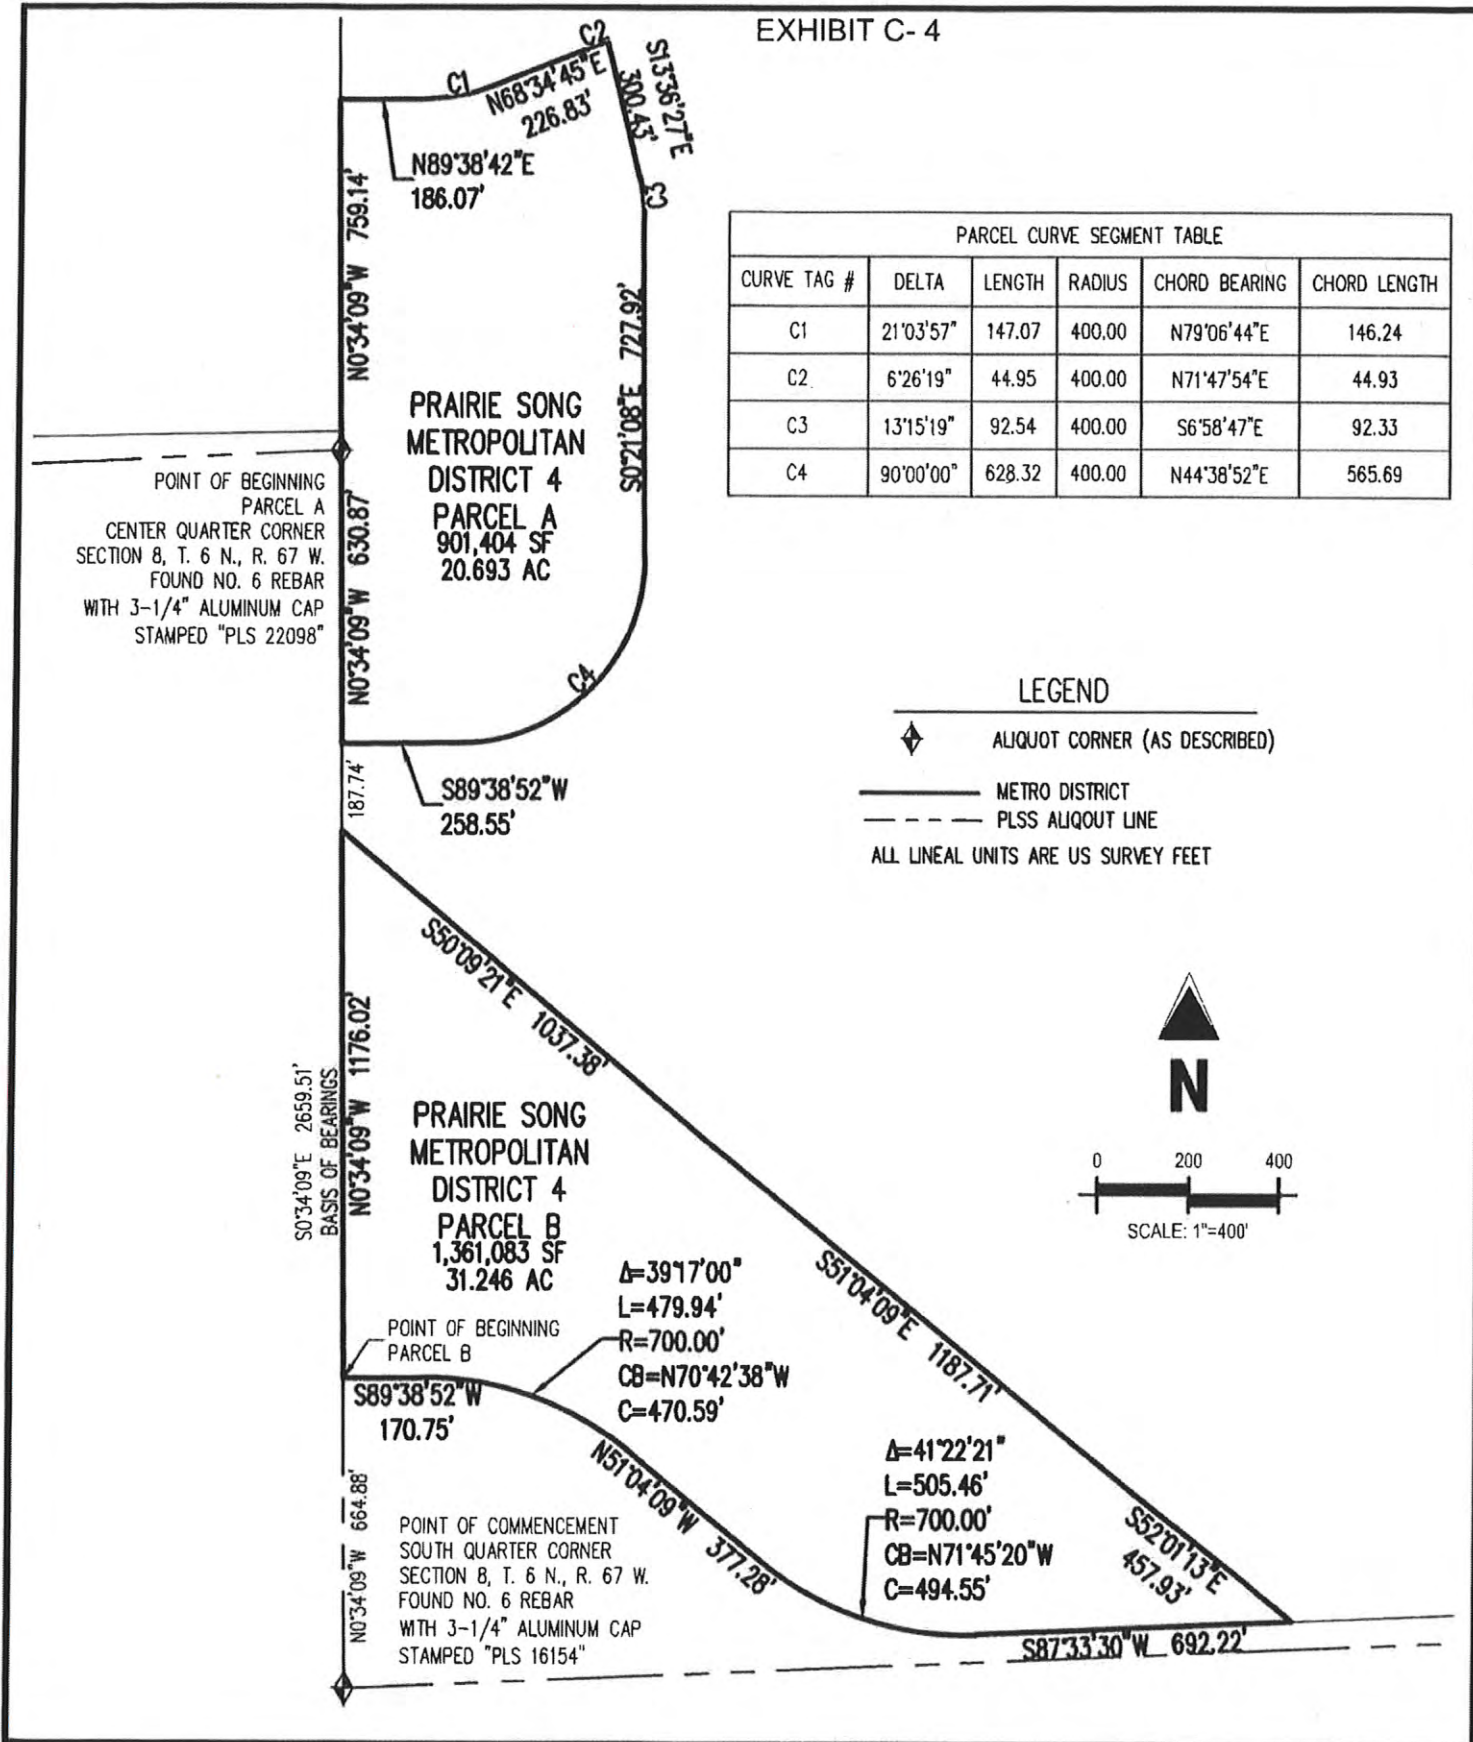 EXHIBIT C- 4
C1
N68°34'45"E
226.83'
C2
S13°36'27"E
300.43'
C3
N89°38'42"E
186.07'
N0°34'09"W 759.14'
S0°21'08"E 727.92'
PARCEL CURVE SEGMENT TABLE
CURVE TAG # DELTA LENGTH RADIUS CHORD BEARING CHORD LENGTH
C1 21°03'57" 147.07 400.00 N79°06'44"E 146.24
C2 6°26'19" 44.95 400.00 N71°47'54"E 44.93
C3 13°15'19" 92.54 400.00 S6°58'47"E 92.33
C4 90°00'00" 628.32 400.00 N44°38'52"E 565.69
PRAIRIE SONG
METROPOLITAN
DISTRICT 4
PARCEL A
901,404 SF
20.693 AC
POINT OF BEGINNING
PARCEL A
CENTER QUARTER CORNER
SECTION 8, T. 6 N., R. 67 W.
FOUND NO. 6 REBAR
WITH 3-1/4" ALUMINUM CAP
STAMPED "PLS 22098"
N0°34'09"W 630.87'
C4
S89°38'52"W
258.55'
187.74'
LEGEND
ALIQUOT CORNER (AS DESCRIBED)
METRO DISTRICT
PLSS ALIQOUT LINE
ALL LINEAL UNITS ARE US SURVEY FEET
S50°09'21"E 1037.38'
N
0 200 400
SCALE: 1"=400'
S0°34'09"E 2659.51'
BASIS OF BEARINGS
N0°34'09"W 1176.02'
PRAIRIE SONG
METROPOLITAN
DISTRICT 4
PARCEL B
1,361,083 SF
31.246 AC
S51°04'09"E 1187.71'
Δ=39°17'00"
L=479.94'
R=700.00'
CB=N70°42'38"W
C=470.59'
POINT OF BEGINNING
PARCEL B
S89°38'52"W
170.75'
N51°04'09"W 377.28'
Δ=41°22'21"
L=505.46'
R=700.00'
CB=N71°45'20"W
C=494.55'
S52°01'13"E
457.93'
N0°34'09"W 664.88'
POINT OF COMMENCEMENT
SOUTH QUARTER CORNER
SECTION 8, T. 6 N., R. 67 W.
FOUND NO. 6 REBAR
WITH 3-1/4" ALUMINUM CAP
STAMPED "PLS 16154"
S87°33'30"W 692.22'